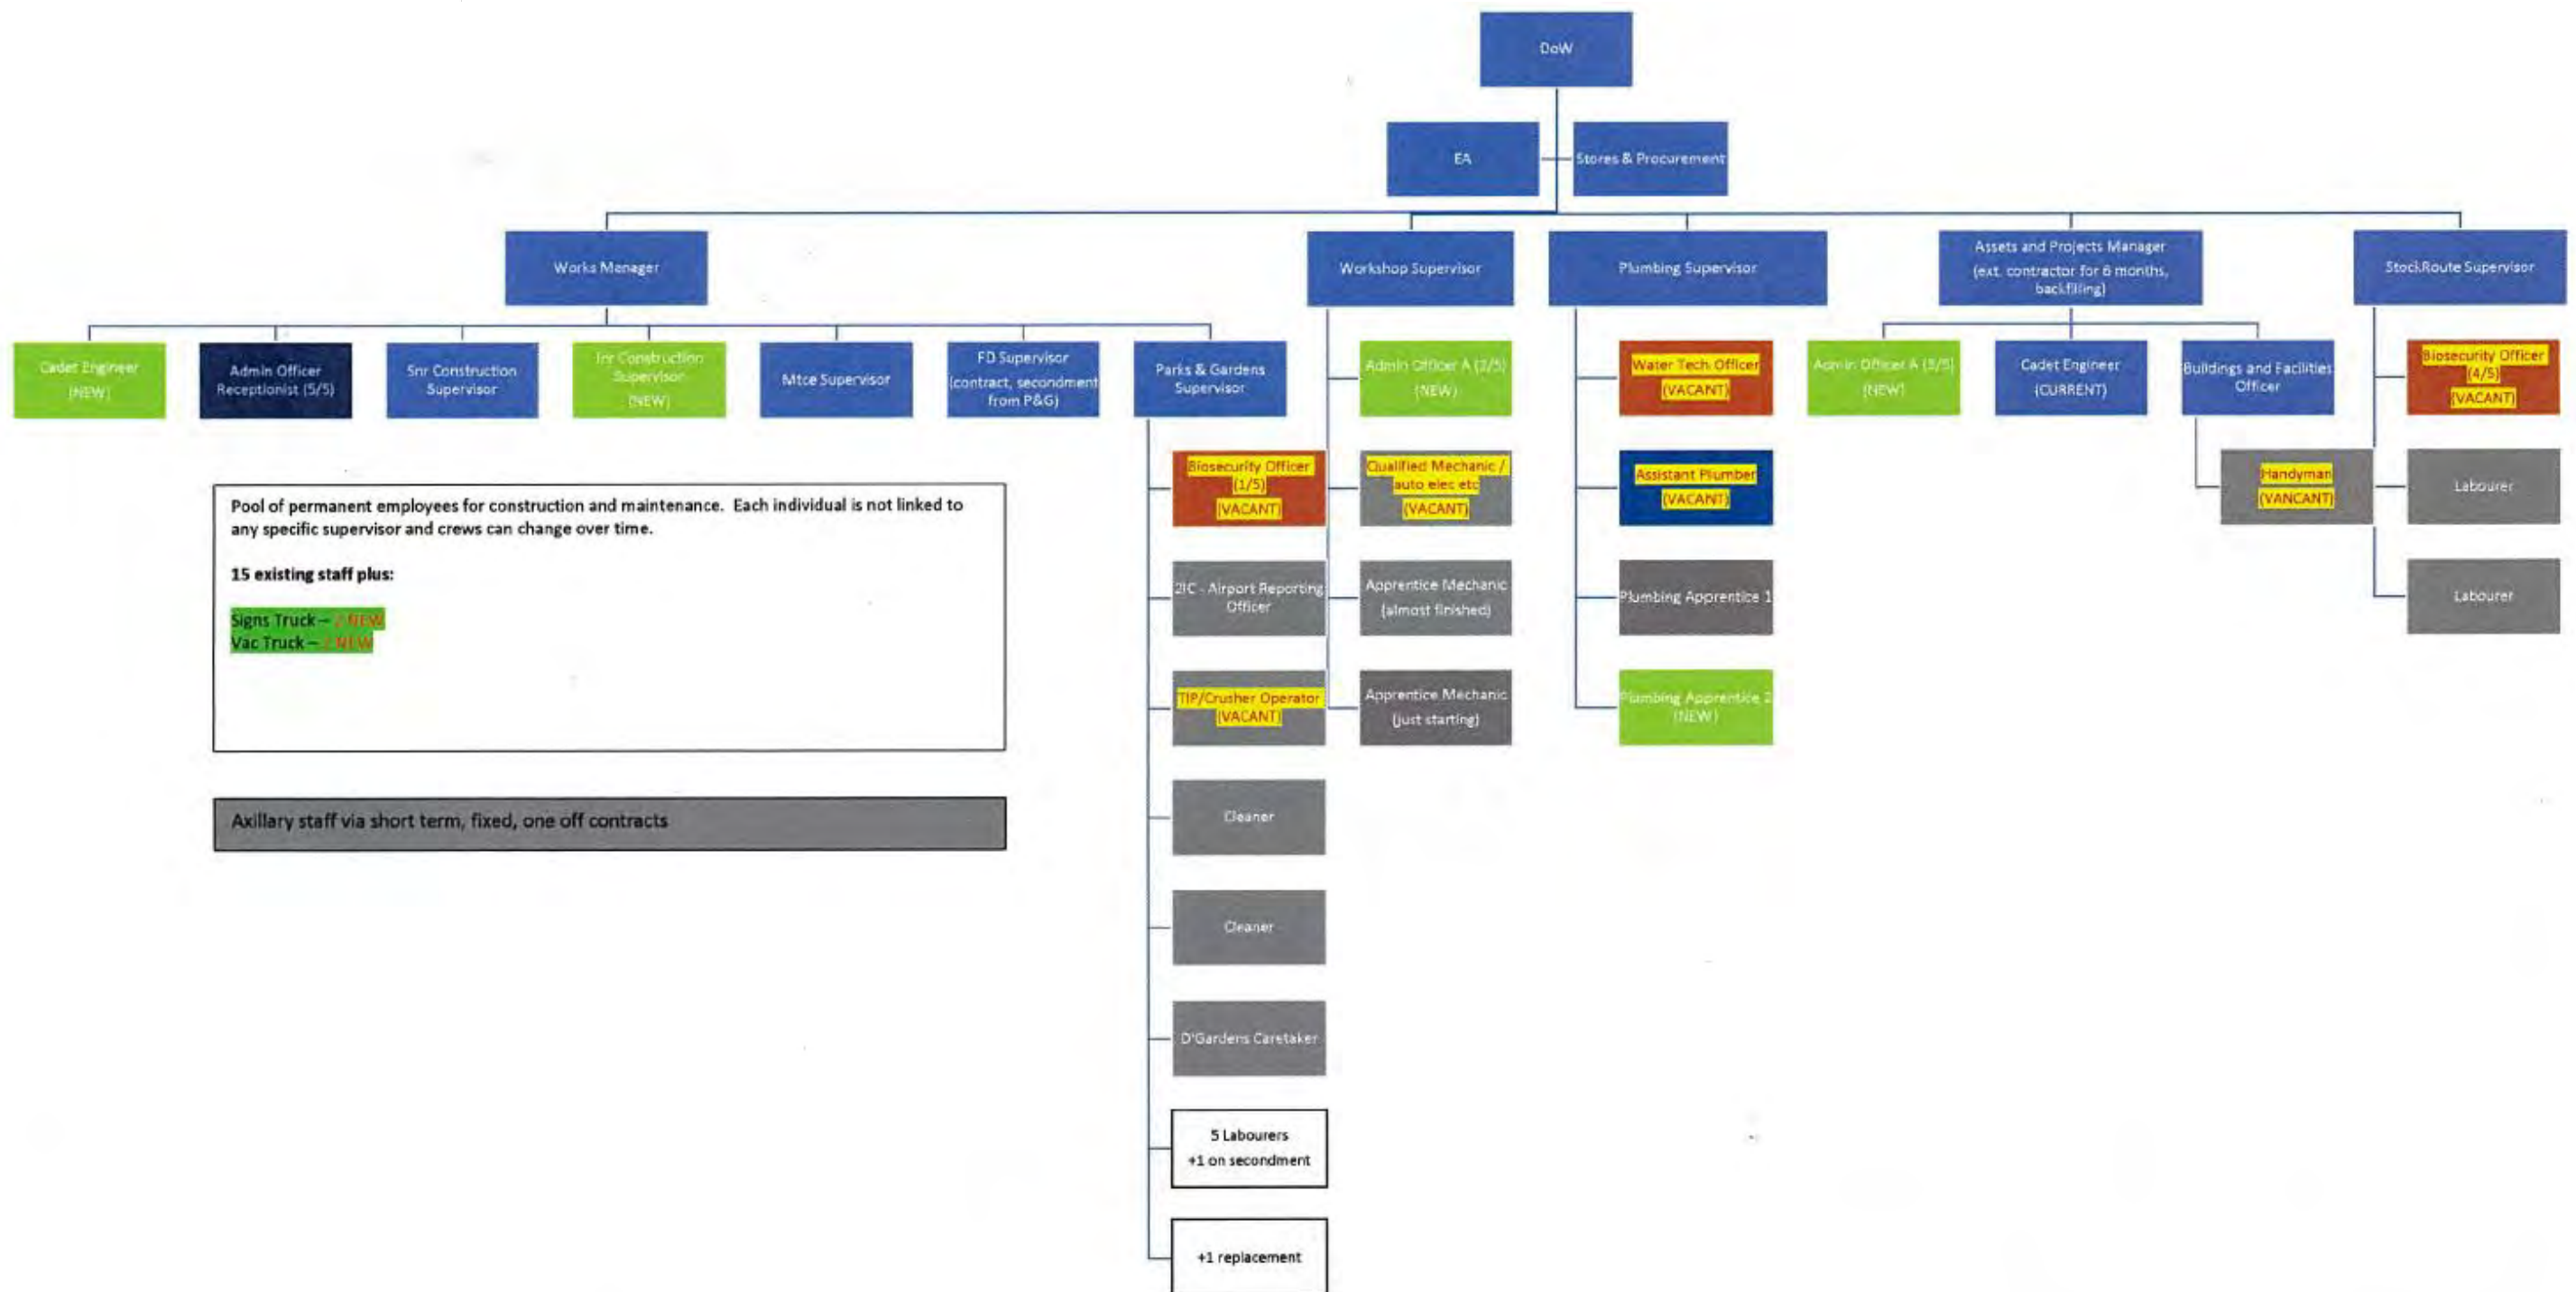 DoW
EA
Stores & Procurement
Works Manager
Workshop Supervisor
Plumbing Supervisor
Assets and Projects Manager
(ext. contractor for 6 months,
backfilling)
StockRoute Supervisor
Cadet Engineer
(NEW)
Admin Officer
Receptionist (5/5)
Snr Construction
Supervisor
Jnr Construction
Supervisor
(NEW)
Mtce Supervisor
FD Supervisor
(contract, secondment
from P&G)
Parks & Gardens
Supervisor
Admin Officer A (2/5)
(NEW)
Water Tech Officer
(VACANT)
Admin Officer A (3/5)
(NEW)
Cadet Engineer
(CURRENT)
Buildings and Facilities
Officer
Biosecurity Officer
(4/5)
(VACANT)
Biosecurity Officer
(1/5)
(VACANT)
Qualified Mechanic /
auto elec etc
(VACANT)
Assistant Plumber
(VACANT)
Handyman
(VANCANT)
Labourer
Pool of permanent employees for construction and maintenance. Each individual is not linked to
any specific supervisor and crews can change over time.
15 existing staff plus:
Signs Truck – 2 NEW
Vac Truck – 2 NEW
2IC - Airport Reporting
Officer
Apprentice Mechanic
(almost finished)
Plumbing Apprentice 1
Labourer
TIP/Crusher Operator
(VACANT)
Apprentice Mechanic
(just starting)
Plumbing Apprentice 2
(NEW)
Axillary staff via short term, fixed, one off contracts
Cleaner
Cleaner
D'Gardens Caretaker
5 Labourers
+1 on secondment
+1 replacement